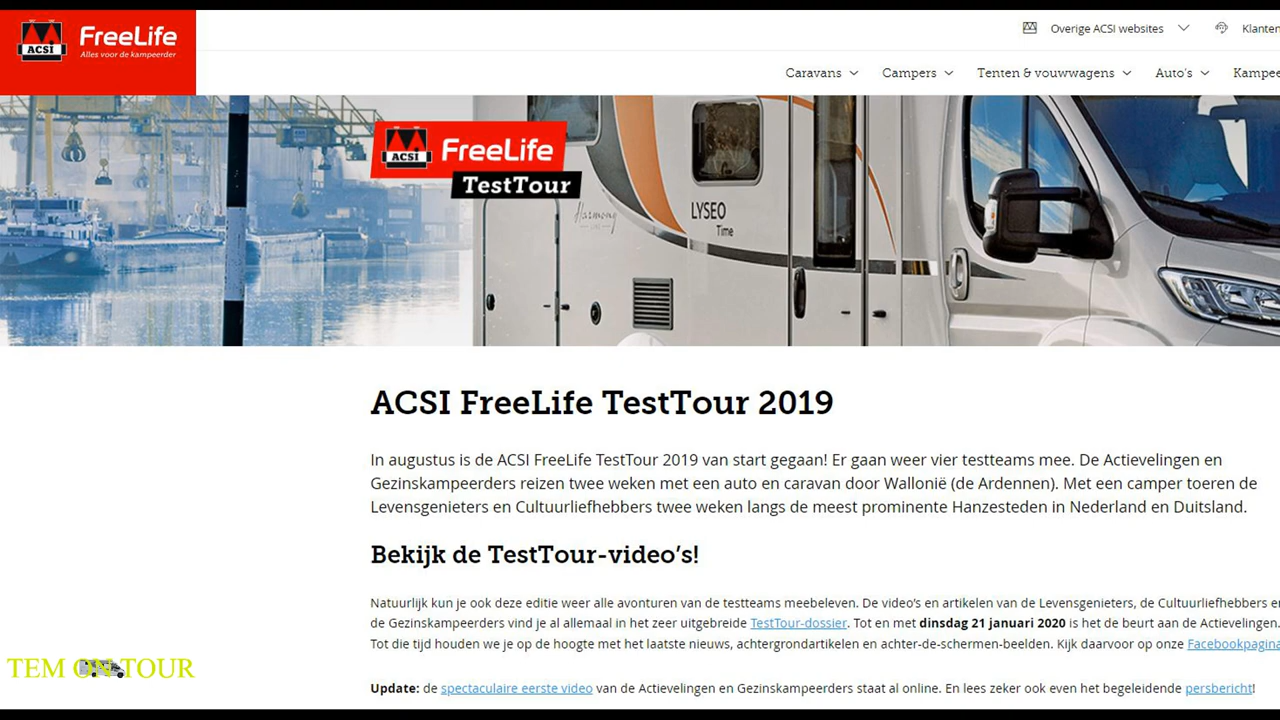 ACSI FreeLife
Alles voor de kampeerder
Overige ACSI websites
Klanten
Caravans Campers Tenten & vouwwagens Auto's Kampee
ACSI FreeLife
TestTour
Harmony
LINE
LYSEO
Time
ACSI FreeLife TestTour 2019
In augustus is de ACSI FreeLife TestTour 2019 van start gegaan! Er gaan weer vier testteams mee. De Actievelingen en
Gezinskampeerders reizen twee weken met een auto en caravan door Wallonië (de Ardennen). Met een camper toeren de
Levensgenieters en Cultuurliefhebbers twee weken langs de meest prominente Hanzesteden in Nederland en Duitsland.
Bekijk de TestTour-video's!
Natuurlijk kun je ook deze editie weer alle avonturen van de testteams meebeleven. De video's en artikelen van de Levensgenieters, de Cultuurliefhebbers en
de Gezinskampeerders vind je al allemaal in het zeer uitgebreide TestTour-dossier. Tot en met dinsdag 21 januari 2020 is het de beurt aan de Actievelingen.
Tot die tijd houden we je op de hoogte met het laatste nieuws, achtergrondartikelen en achter-de-schermen-beelden. Kijk daarvoor op onze Facebookpagina
TEM ON TOUR
Update: de spectaculaire eerste video van de Actievelingen en Gezinskampeerders staat al online. En lees zeker ook even het begeleidende persbericht!